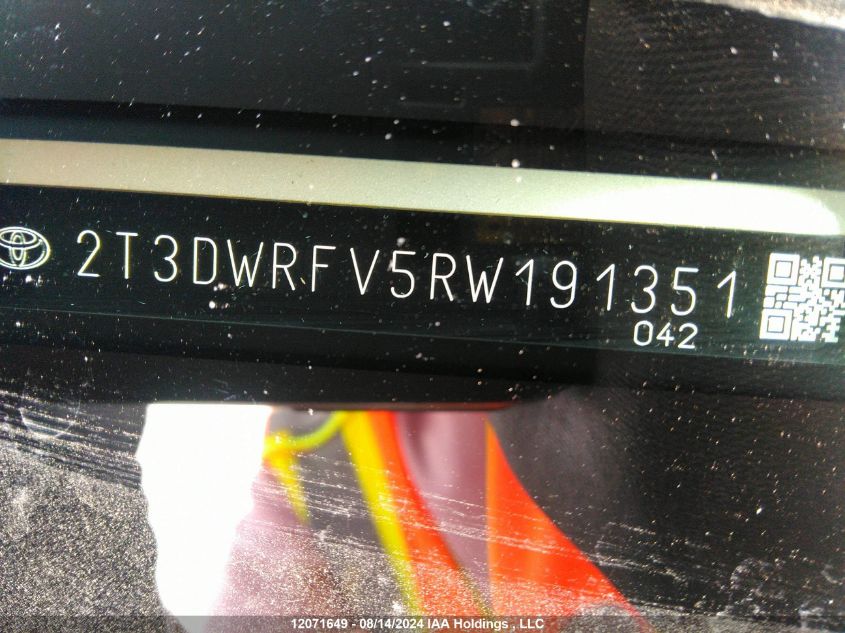 2T3DWRFV5RW191351
042
12071649 - 08/14/2024 IAA Holdings , LLC